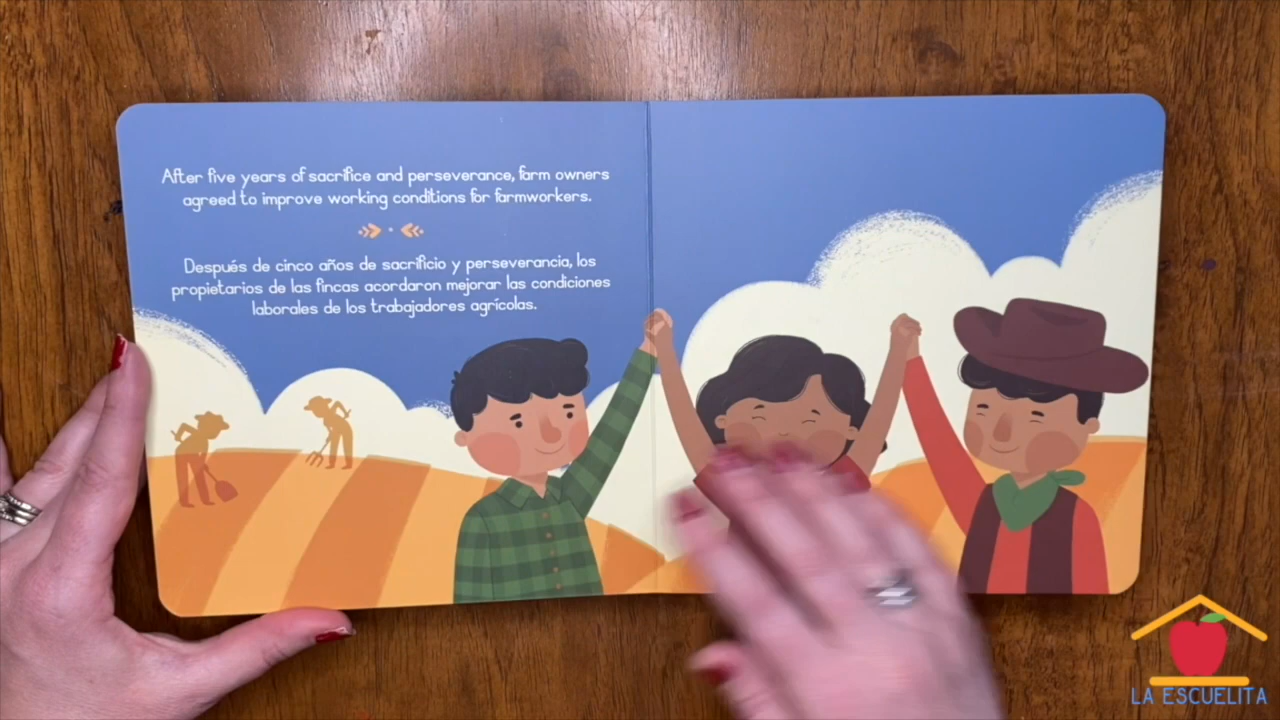 After five years of sacrifice and perseverance, farm owners
agreed to improve working conditions for farmworkers.
Después de cinco años de sacrificio y perseverancia, los
propietarios de las fincas acordaron mejorar las condiciones
laborales de los trabajadores agrícolas.
LA ESCUELITA